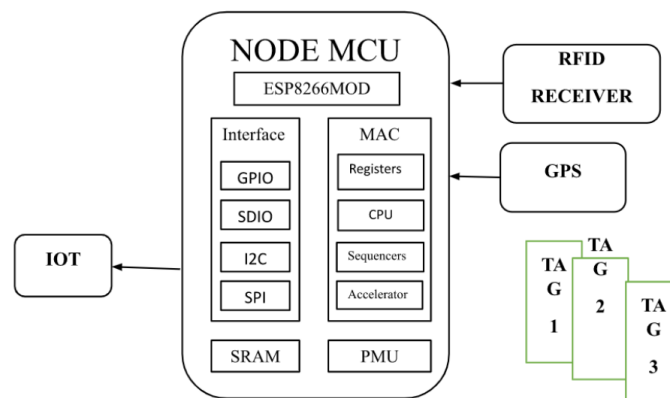 NODE MCU
ESP8266MOD
Interface
GPIO
SDIO
I2C
SPI
MAC
Registers
CPU
Sequencers
Accelerator
SRAM
PMU
RFID
RECEIVER
GPS
IOT
TA
G
1
TA
G
2
TA
G
3